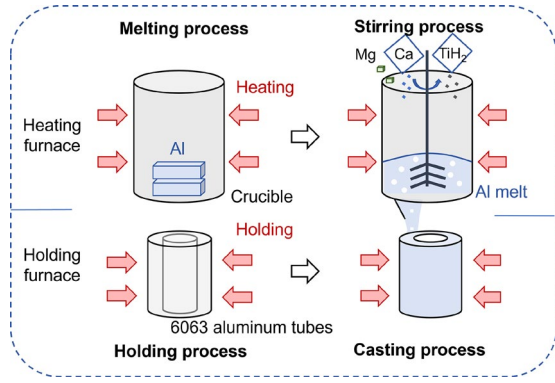 Melting process
Stirring process
Mg
Ca
TiH2
Heating
Heating
furnace
Al
Crucible
Al melt
Holding
furnace
Holding
6063 aluminum tubes
Holding process
Casting process